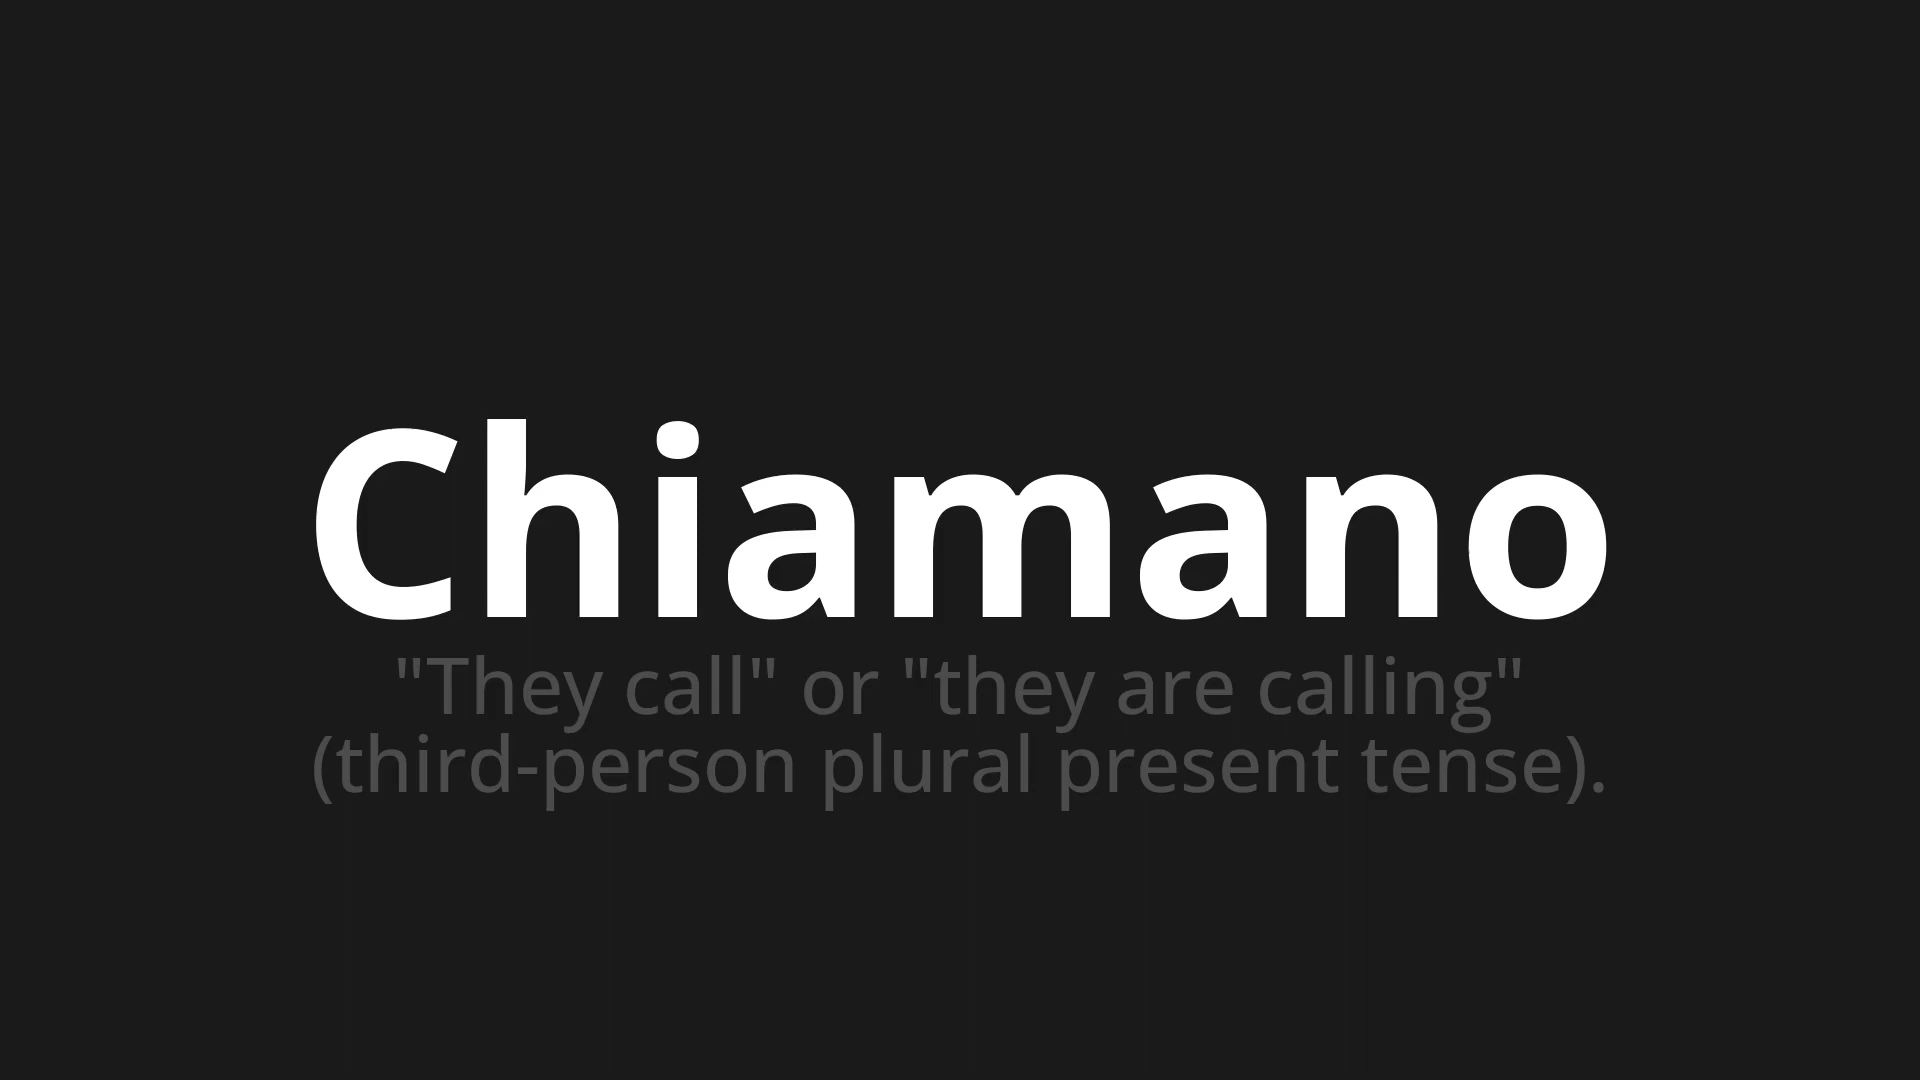 Chiamano
"They call" or "they are calling"
(third-person plural present tense).